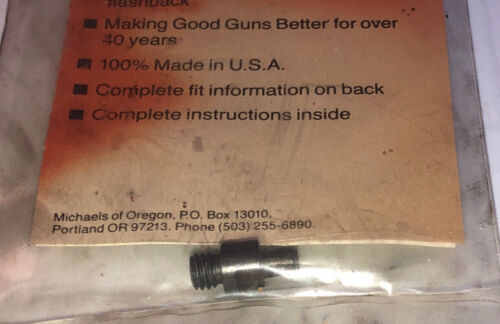 flashback
■ Making Good Guns Better for over
40 years
■ 100% Made in U.S.A.
■ Complete fit information on back
■ Complete instructions inside
Michaels of Oregon, P.O. Box 13010,
Portland OR 97213. Phone (503) 255-6890.